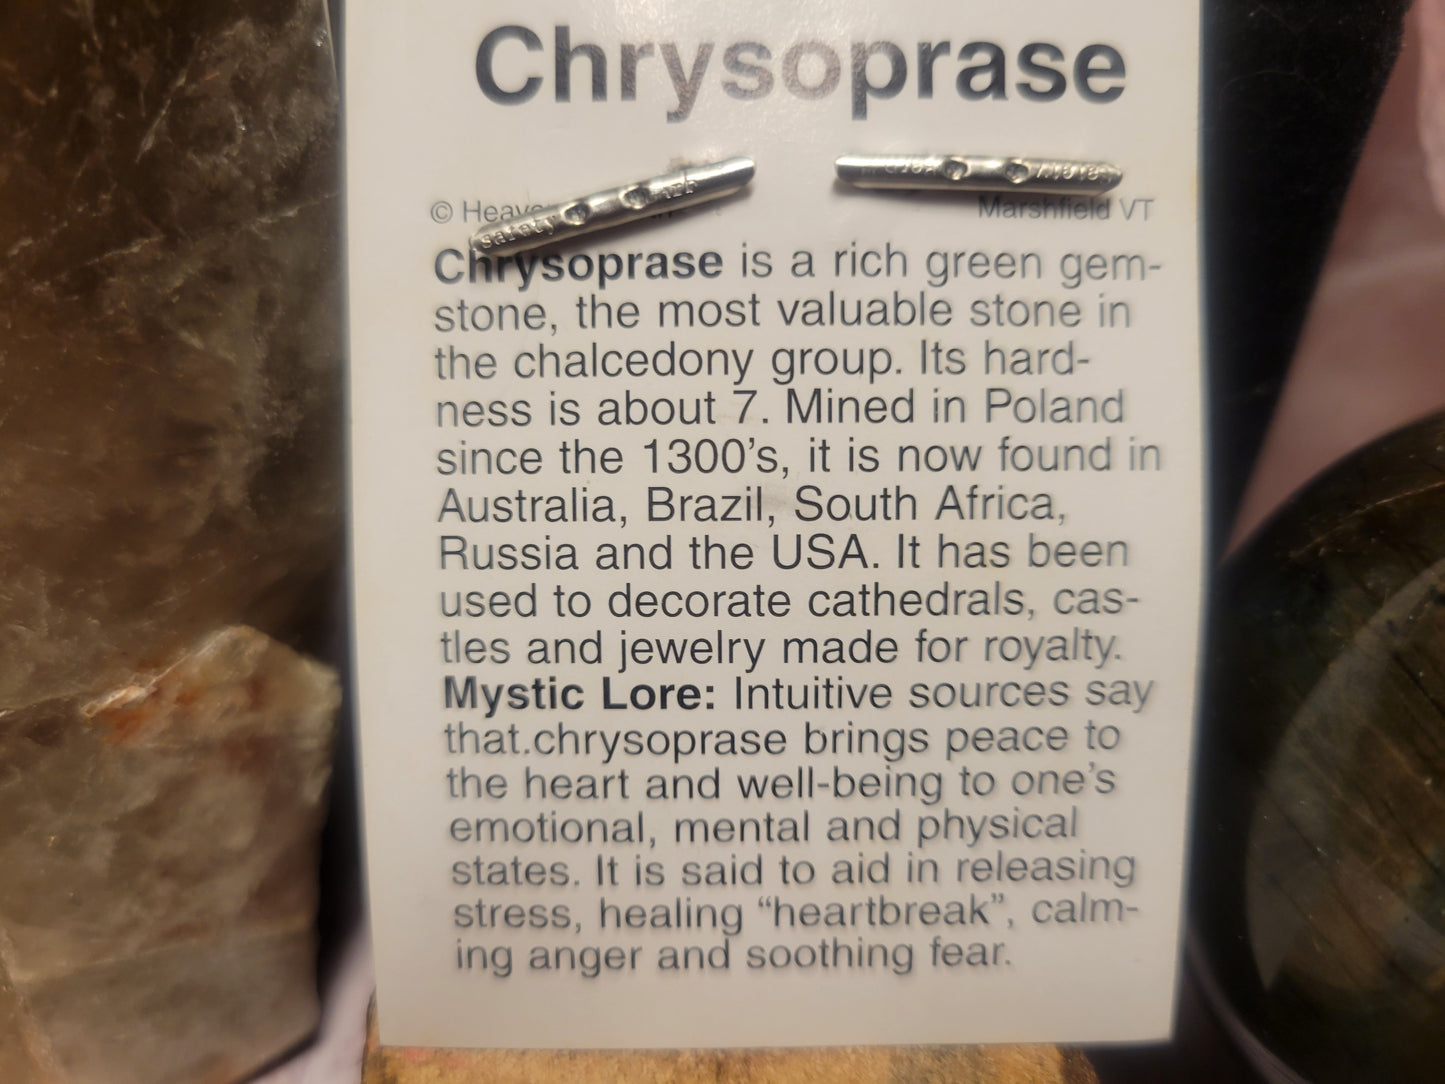 Chrysoprase
© Heaven
Marshfield VT
safety
Chrysoprase is a rich green gem-
stone, the most valuable stone in
the chalcedony group. Its hard-
ness is about 7. Mined in Poland
since the 1300’s, it is now found in
Australia, Brazil, South Africa,
Russia and the USA. It has been
used to decorate cathedrals, cas-
tles and jewelry made for royalty.
Mystic Lore: Intuitive sources say
that.chrysoprase brings peace to
the heart and well-being to one’s
emotional, mental and physical
states. It is said to aid in releasing
stress, healing “heartbreak”, calm-
ing anger and soothing fear.